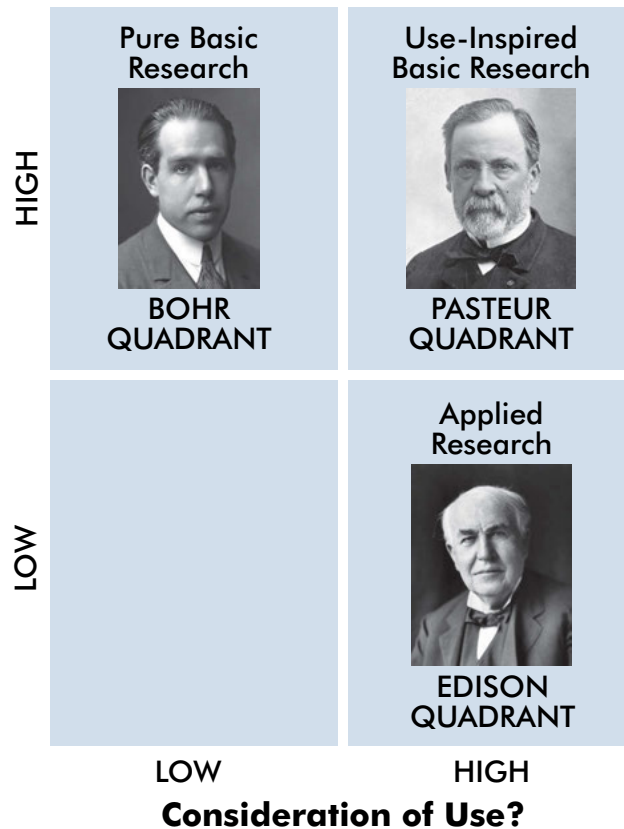 Pure Basic
Research
BOHR
QUADRANT
Use-Inspired
Basic Research
PASTEUR
QUADRANT
HIGH
Applied
Research
EDISON
QUADRANT
LOW
LOW
HIGH
Consideration of Use?